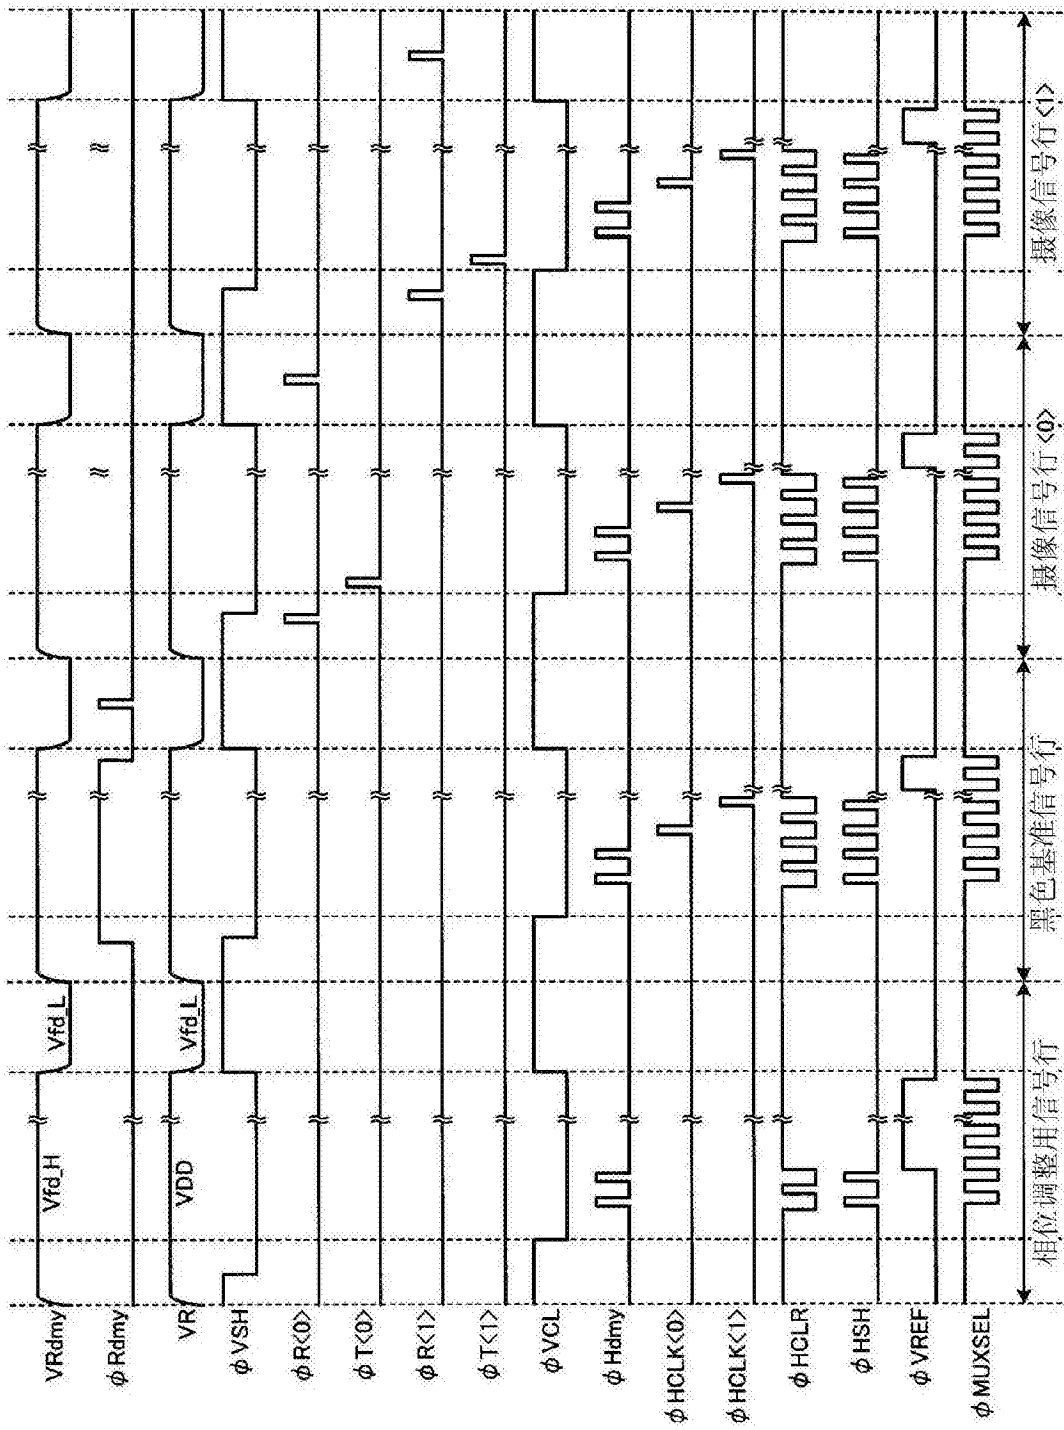 VRdmy
Vfd_H
Vfd_L
φRdmy
VR
VDD
Vfd_L
φVSH
φR<0>
φT<0>
φR<1>
φT<1>
φVCL
φHdmy
φHCLK<0>
φHCLK<1>
φHCLR
φHSH
φVREF
φMUXSEL
相位调整用信号行
黑色基准信号行
摄像信号行<0>
摄像信号行<1>